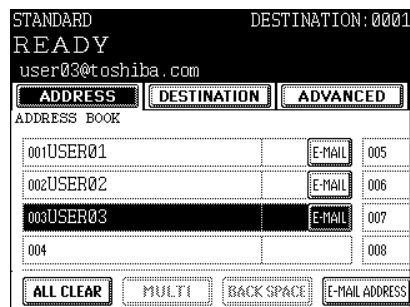 STANDARD DESTINATION:0001
READY
user03@toshiba.com
ADDRESS DESTINATION ADVANCED
ADDRESS BOOK
001USER01 E-MAIL 005
002USER02 E-MAIL 006
003USER03 E-MAIL 007
004 008
ALL CLEAR MULTI BACK SPACE E-MAIL ADDRESS